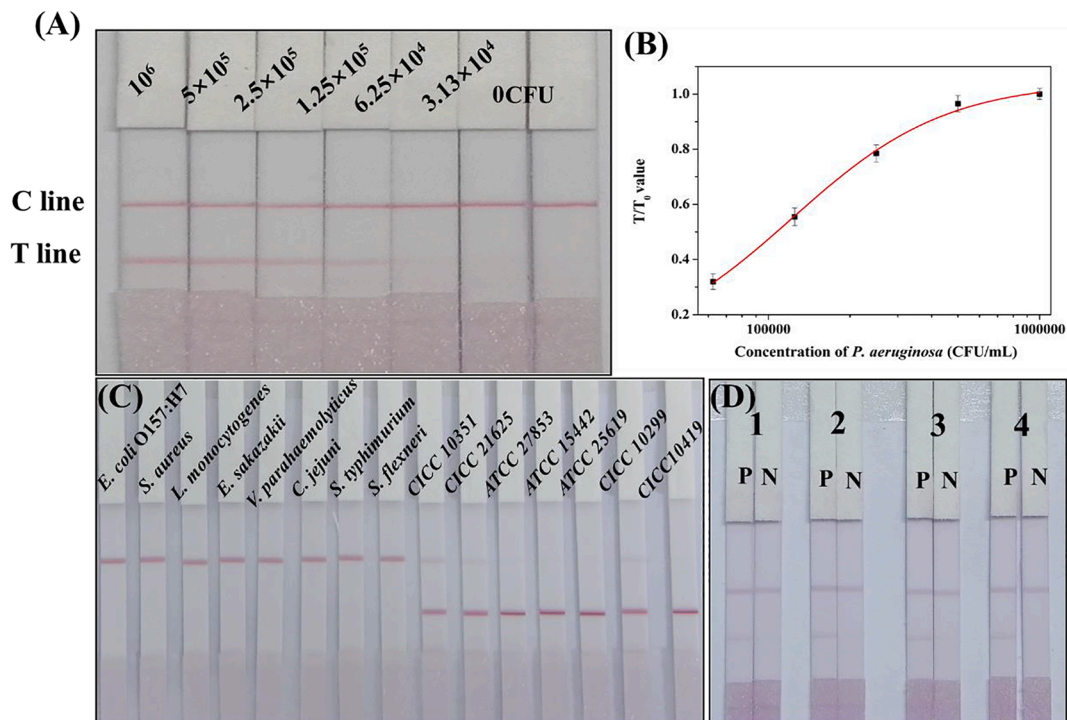 (A)
10⁶
5×10⁵
2.5×10⁵
1.25×10⁵
6.25×10⁴
3.13×10⁴
0CFU
C line
T line
(B)
1.0
0.8
0.6
0.4
0.2
T/T₀ value
100000
1000000
Concentration of P. aeruginosa (CFU/mL)
(C)
E. coli O157:H7
S. aureus
L. monocytogenes
E. sakazakii
V. parahaemolyticus
C. jejuni
S. typhimurium
S. flexneri
CICC 10351
CICC 21625
ATCC 27853
ATCC 15442
ATCC 25619
CICC 10299
CICC10419
(D)
1
2
3
4
P N
P N
P N
P N